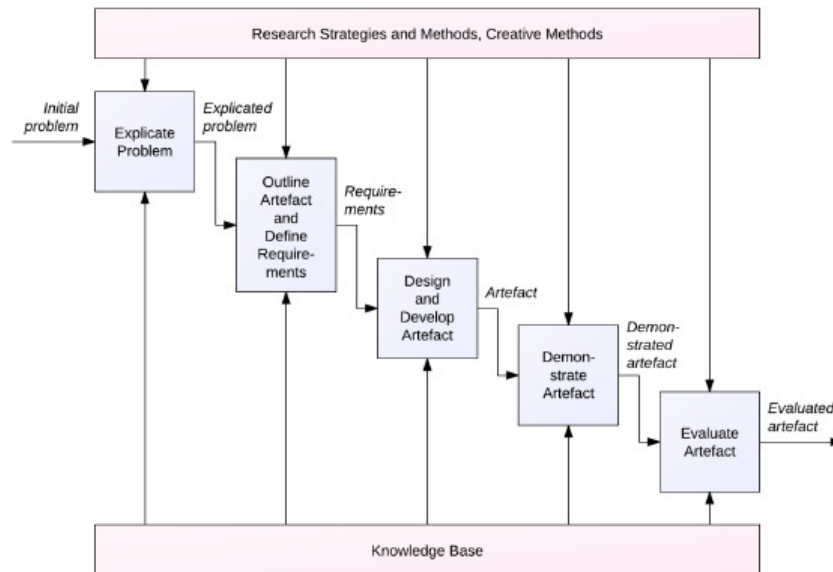 Research Strategies and Methods, Creative Methods
Initial
problem
Explicate
Problem
Explicated
problem
Outline
Artefact
and
Define
Require-
ments
Require-
ments
Design
and
Develop
Artefact
Artefact
Demon-
strate
Artefact
Demon-
strated
artefact
Evaluate
Artefact
Evaluated
artefact
Knowledge Base